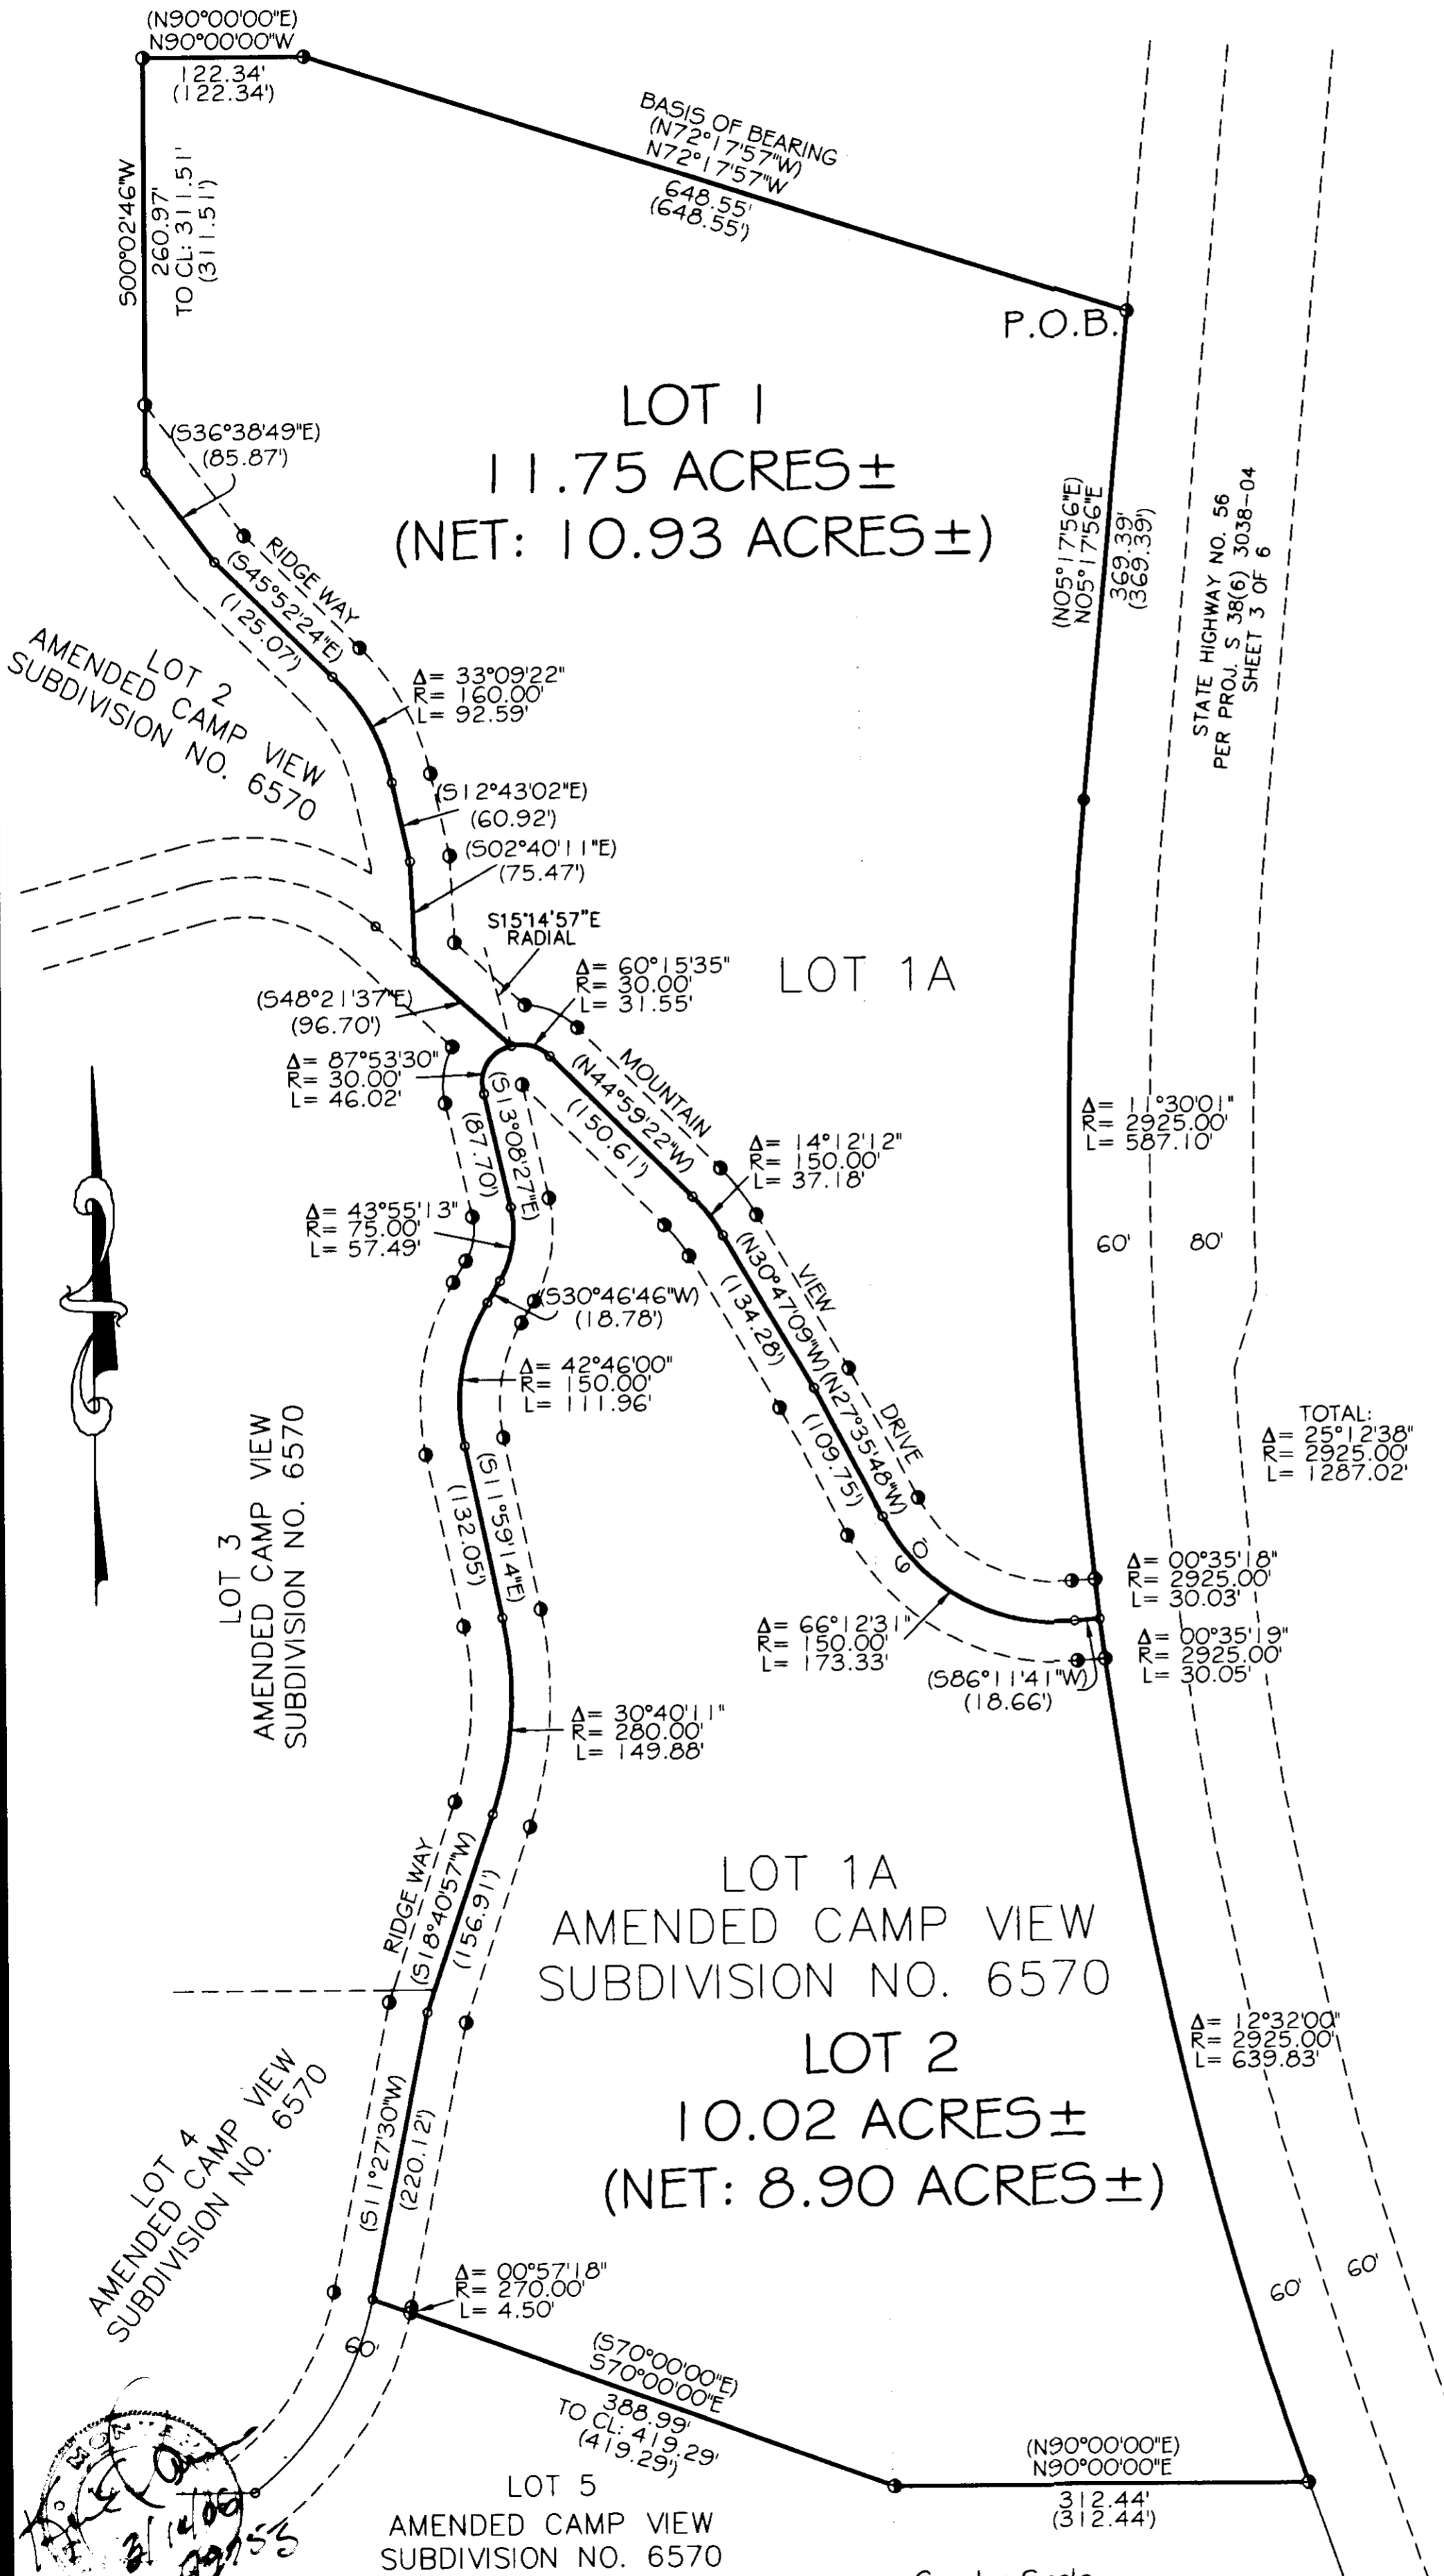 (N90°00'00"E)
N90°00'00"W
122.34'
(122.34')
BASIS OF BEARING
(N72°17'57"W)
N72°17'57"W
648.55'
(648.55')
S00°02'46"W
260.97'
TO CL: 311.51'
(311.51')
P.O.B.
LOT 1
11.75 ACRES±
(NET: 10.93 ACRES±)
(S36°38'49"E)
(85.87')
RIDGE WAY
(S45°52'24"E)
(125.07')
(N05°17'56"E)
N05°17'56"E
369.39'
(369.39')
STATE HIGHWAY NO. 56
PER PROJ. S 38(6) 3038-04
SHEET 3 OF 6
LOT 2
AMENDED CAMP VIEW
SUBDIVISION NO. 6570
Δ= 33°09'22"
R= 160.00'
L= 92.59'
(S12°43'02"E)
(60.92')
(S02°40'11"E)
(75.47')
S15°14'57"E
RADIAL
Δ= 60°15'35"
R= 30.00'
L= 31.55'
LOT 1A
(S48°21'37"E)
(96.70')
Δ= 87°53'30"
R= 30.00'
L= 46.02'
(S13°08'27"E)
(87.70')
MOUNTAIN
(N44°59'22"W)
(150.61')
Δ= 11°30'01"
R= 2925.00'
L= 587.10'
Δ= 14°12'12"
R= 150.00'
L= 37.18'
Δ= 43°55'13"
R= 75.00'
L= 57.49'
60'
80'
VIEW
(N30°47'09"W)
(134.28')
(S30°46'46"W)
(18.78')
Δ= 42°46'00"
R= 150.00'
L= 111.96'
DRIVE
(N27°35'48"W)
(109.75')
TOTAL:
Δ= 25°12'38"
R= 2925.00'
L= 1287.02'
LOT 3
AMENDED CAMP VIEW
SUBDIVISION NO. 6570
(S11°59'14"E)
(132.05')
60
Δ= 00°35'18"
R= 2925.00'
L= 30.03'
Δ= 66°12'31"
R= 150.00'
L= 173.33'
Δ= 00°35'19"
R= 2925.00'
L= 30.05'
(S86°11'41"W)
(18.66')
Δ= 30°40'11"
R= 280.00'
L= 149.88'
RIDGE WAY
(S18°40'57"W)
(156.91')
LOT 1A
AMENDED CAMP VIEW
SUBDIVISION NO. 6570
LOT 2
10.02 ACRES±
(NET: 8.90 ACRES±)
Δ= 12°32'00"
R= 2925.00'
L= 639.83'
LOT 4
AMENDED CAMP VIEW
SUBDIVISION NO. 6570
(S11°27'30"W)
(220.12')
Δ= 00°57'18"
R= 270.00'
L= 4.50'
60'
60'
60'
(S70°00'00"E)
S70°00'00"E
388.99'
TO CL: 419.29'
(419.29')
(N90°00'00"E)
N90°00'00"E
312.44'
(312.44')
LOT 5
AMENDED CAMP VIEW
SUBDIVISION NO. 6570